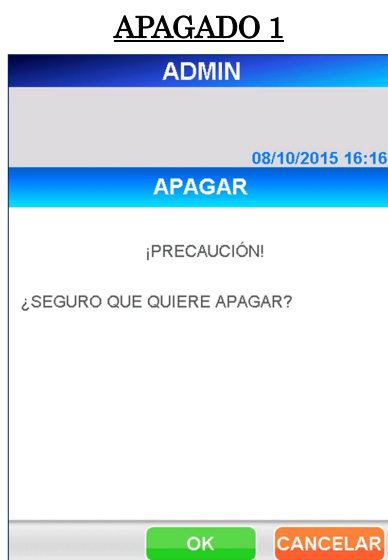 APAGADO 1
ADMIN
08/10/2015 16:16
APAGAR
¡PRECAUCIÓN!
¿SEGURO QUE QUIERE APAGAR?
OK CANCELAR